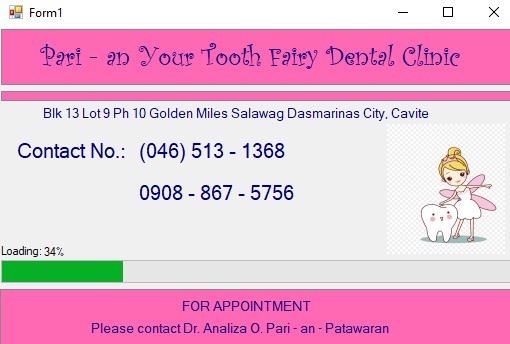 Form1
Pari - an Your Tooth Fairy Dental Clinic
Blk 13 Lot 9 Ph 10 Golden Miles Salawag Dasmarinas City, Cavite
Contact No.: (046) 513 - 1368
0908 - 867 - 5756
Loading: 34%
FOR APPOINTMENT
Please contact Dr. Analiza O. Pari - an - Patawaran